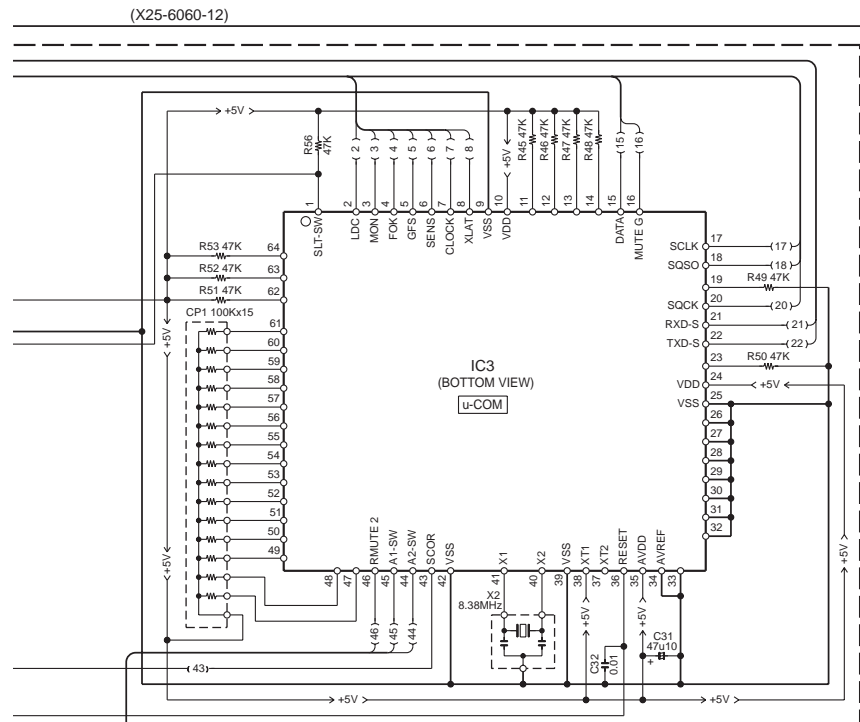 (X25-6060-12)
+5V
R56 47K
2
3
4
5
6
7
8
+5V
R45 47K
R46 47K
R47 47K
R48 47K
15
16
1
2
3
4
5
6
7
8
9
10
11
12
13
14
15
16
SLT-SW
LDC
MON
FOK
GFS
SENS
CLOCK
XLAT
VSS
VDD
DATA
MUTE G
R53 47K
64
R52 47K
63
R51 47K
62
CP1 100Kx15
61
60
59
58
57
56
55
54
53
52
51
50
49
+5V
+5V
IC3
(BOTTOM VIEW)
u-COM
SCLK
17
17
SQSO
18
18
19
R49 47K
SQCK
20
20
RXD-S
21
21
TXD-S
22
22
23
R50 47K
VDD
24
+5V
VSS
25
26
27
28
29
30
31
32
RMUTE 2
A1-SW
A2-SW
SCOR
VSS
X1
X2
VSS
XT1
XT2
RESET
AVDD
AVREF
48
47
46
45
44
43
42
41
40
39
38
37
36
35
34
33
46
45
44
43
X2
8.38MHz
+5V
C32
0.01
+5V
C31
47u10
+
+5V
+5V
+5V